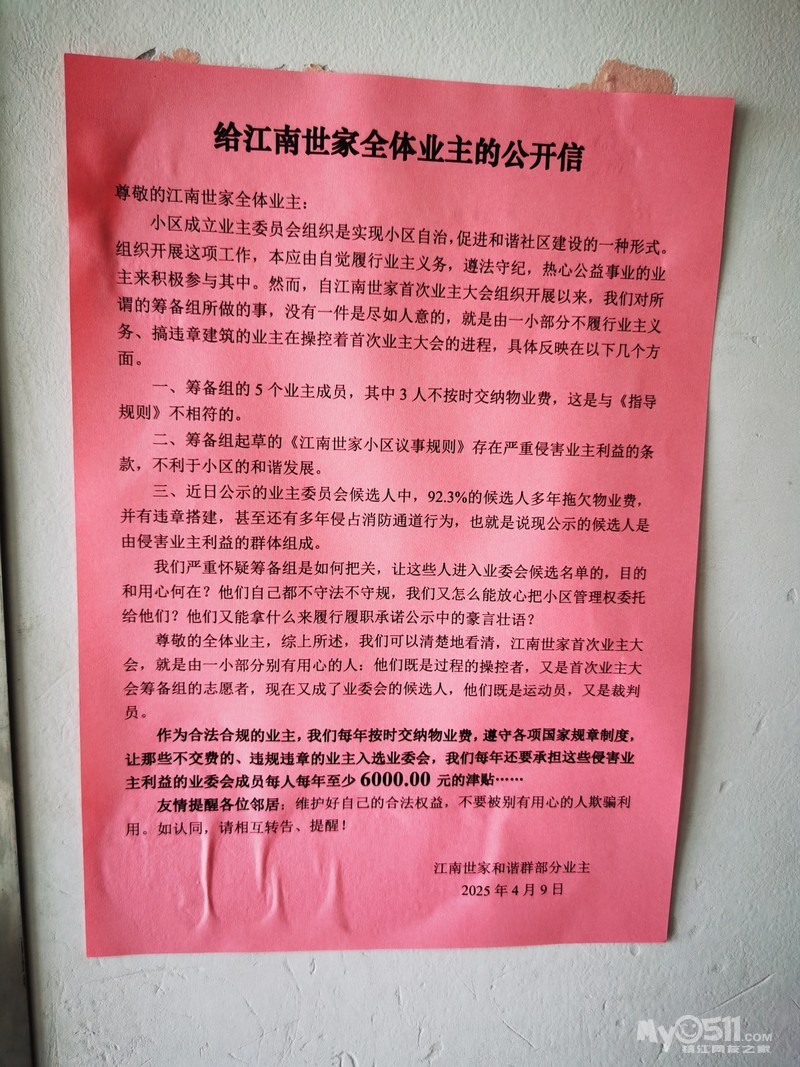 给江南世家全体业主的公开信
尊敬的江南世家全体业主：
小区成立业主委员会组织是实现小区自治，促进和谐社区建设的一种形式。
组织开展这项工作，本应由自觉履行业主义务，遵法守纪，热心公益事业的业
主来积极参与其中。然而，自江南世家首次业主大会组织开展以来，我们对所
谓的筹备组所做的事，没有一件是尽如人意的，就是由一小部分不履行业主义
务、搞违章建筑的业主在操控着首次业主大会的进程，具体反映在以下几个方
面。
一、筹备组的 5 个业主成员，其中 3 人不按时交纳物业费，这是与《指导
规则》不相符的。
二、筹备组起草的《江南世家小区议事规则》存在严重侵害业主利益的条
款，不利于小区的和谐发展。
三、近日公示的业主委员会候选人中，92.3%的候选人多年拖欠物业费，
并有违章搭建，甚至还有多年侵占消防通道行为，也就是说现公示的候选人是
由侵害业主利益的群体组成。
我们严重怀疑筹备组是如何把关，让这些人进入业委会候选名单的，目的
和用心何在？他们自己都不守法不守规，我们又怎么能放心把小区管理权委托
给他们？他们又能拿什么来履行履职承诺公示中的豪言壮语？
尊敬的全体业主，综上所述，我们可以清楚地看清，江南世家首次业主大
会，就是由一小部分别有用心的人：他们既是过程的操控者，又是首次业主大
会筹备组的志愿者，现在又成了业委会的候选人，他们既是运动员，又是裁判
员。
作为合法合规的业主，我们每年按时交纳物业费，遵守各项国家规章制度，
让那些不交费的、违规违章的业主入选业委会，我们每年还要承担这些侵害业
主利益的业委会成员每人每年至少 6000.00 元的津贴……
友情提醒各位邻居：维护好自己的合法权益，不要被别有用心的人欺骗利
用。如认同，请相互转告、提醒！
江南世家和谐群部分业主
2025 年 4 月 9 日
My0511.COM
镇江网友之家